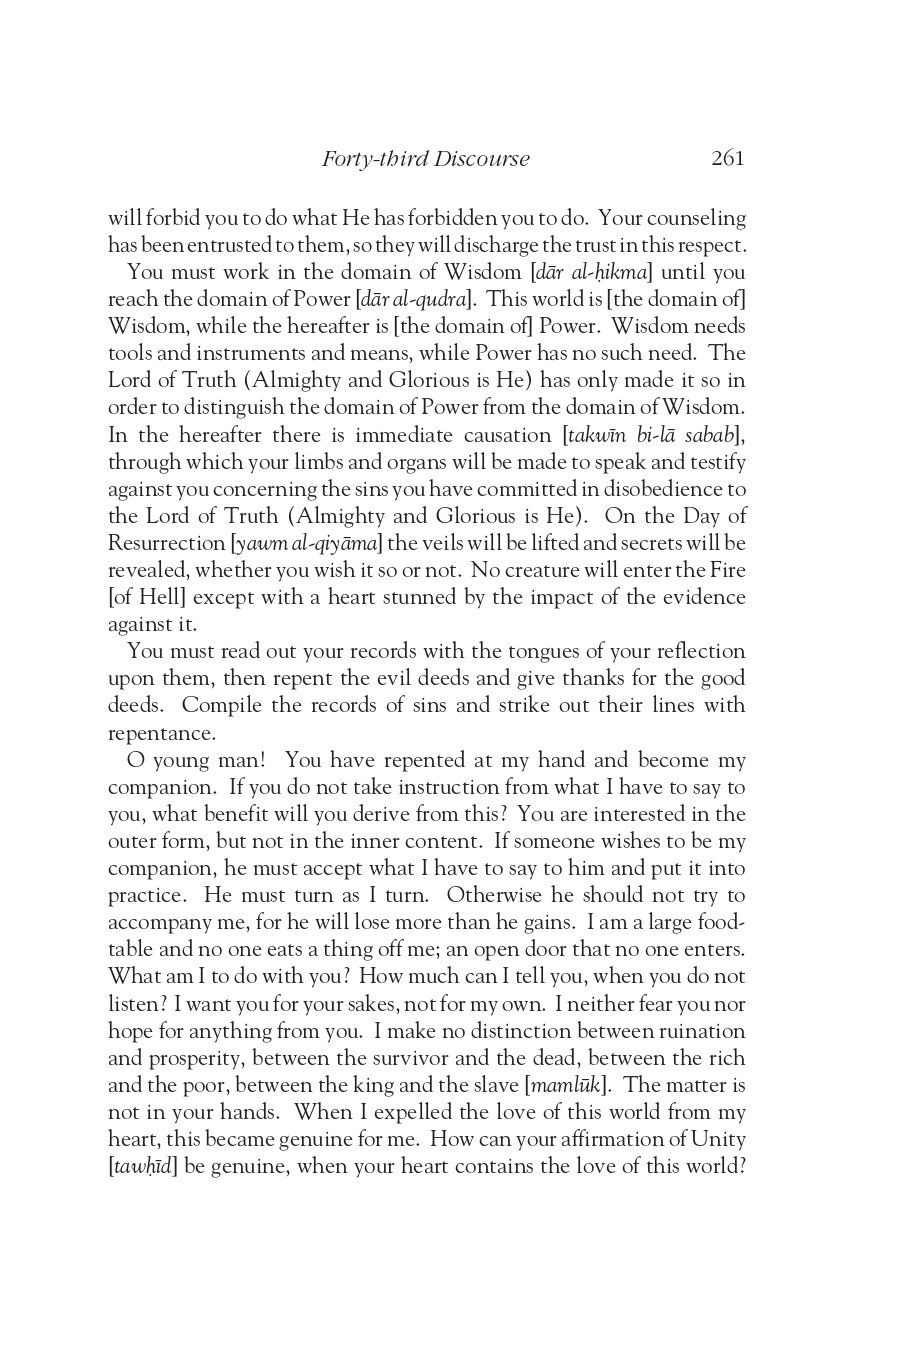 Forty-third Discourse 261
will forbid you to do what He has forbidden you to do. Your counseling
has been entrusted to them, so they will discharge the trust in this respect.
You must work in the domain of Wisdom [dār al-ḥikma] until you
reach the domain of Power [dār al-qudra]. This world is [the domain of]
Wisdom, while the hereafter is [the domain of] Power. Wisdom needs
tools and instruments and means, while Power has no such need. The
Lord of Truth (Almighty and Glorious is He) has only made it so in
order to distinguish the domain of Power from the domain of Wisdom.
In the hereafter there is immediate causation [takwīn bi-lā sabab],
through which your limbs and organs will be made to speak and testify
against you concerning the sins you have committed in disobedience to
the Lord of Truth (Almighty and Glorious is He). On the Day of
Resurrection [yawm al-qiyāma] the veils will be lifted and secrets will be
revealed, whether you wish it so or not. No creature will enter the Fire
[of Hell] except with a heart stunned by the impact of the evidence
against it.
You must read out your records with the tongues of your reflection
upon them, then repent the evil deeds and give thanks for the good
deeds. Compile the records of sins and strike out their lines with
repentance.
O young man! You have repented at my hand and become my
companion. If you do not take instruction from what I have to say to
you, what benefit will you derive from this? You are interested in the
outer form, but not in the inner content. If someone wishes to be my
companion, he must accept what I have to say to him and put it into
practice. He must turn as I turn. Otherwise he should not try to
accompany me, for he will lose more than he gains. I am a large food-
table and no one eats a thing off me; an open door that no one enters.
What am I to do with you? How much can I tell you, when you do not
listen? I want you for your sakes, not for my own. I neither fear you nor
hope for anything from you. I make no distinction between ruination
and prosperity, between the survivor and the dead, between the rich
and the poor, between the king and the slave [mamlūk]. The matter is
not in your hands. When I expelled the love of this world from my
heart, this became genuine for me. How can your affirmation of Unity
[tawḥīd] be genuine, when your heart contains the love of this world?